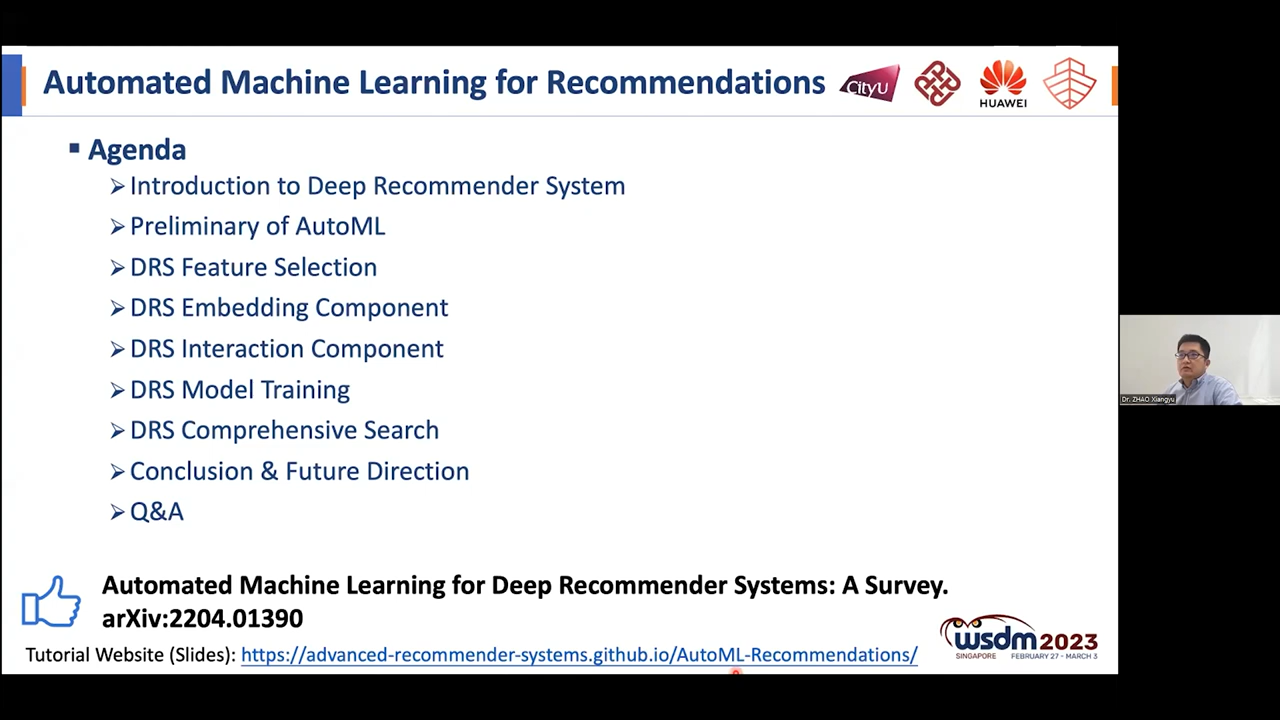 Automated Machine Learning for Recommendations
CityU
HUAWEI
Agenda
Introduction to Deep Recommender System
Preliminary of AutoML
DRS Feature Selection
DRS Embedding Component
DRS Interaction Component
DRS Model Training
DRS Comprehensive Search
Conclusion & Future Direction
Q&A
Automated Machine Learning for Deep Recommender Systems: A Survey.
arXiv:2204.01390
Tutorial Website (Slides): https://advanced-recommender-systems.github.io/AutoML-Recommendations/
wsdm 2023
SINGAPORE FEBRUARY 27 - MARCH 3
Dr. ZHAO Xiangyu